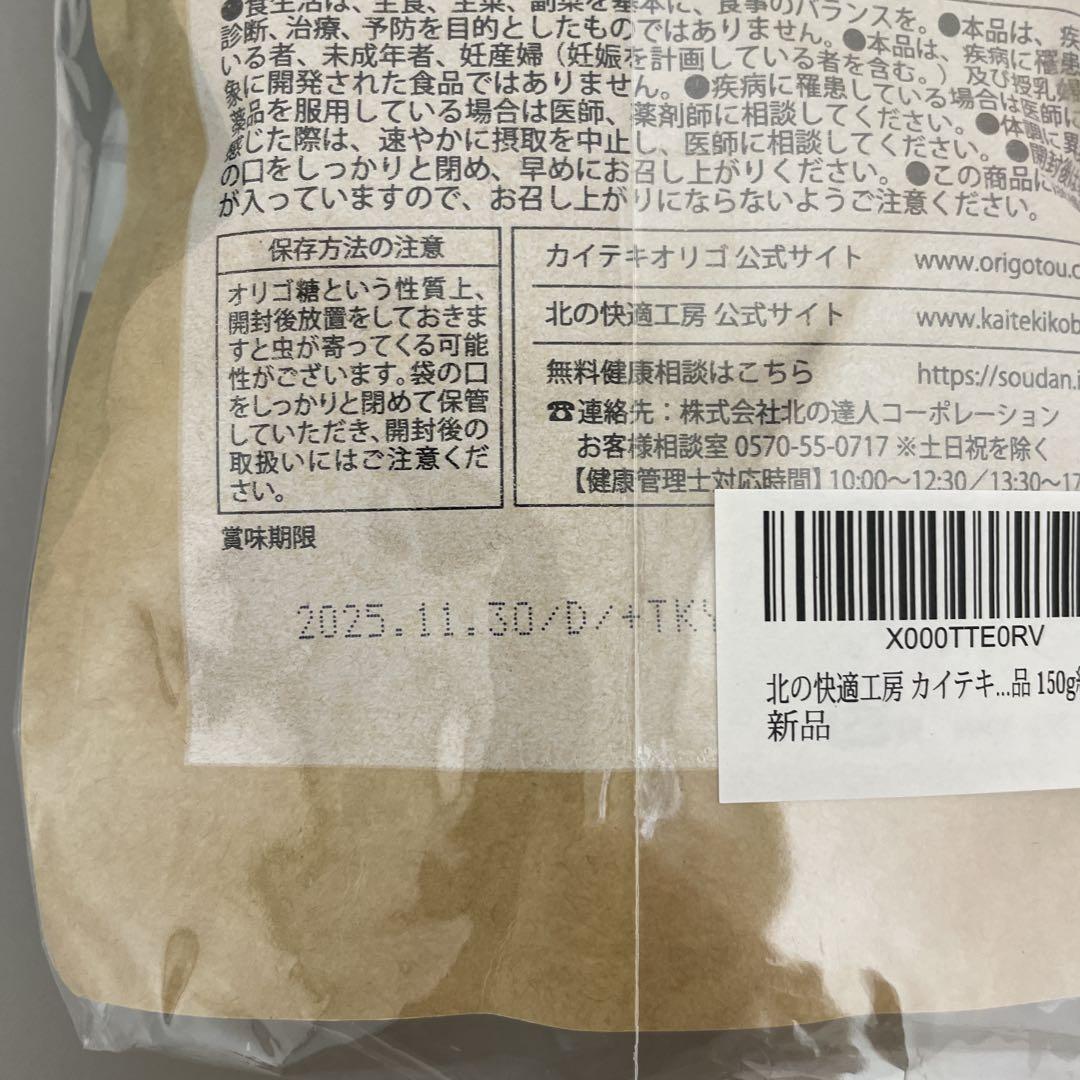 ●食生活は、主食、主菜、副菜を基本に、食事のバランスを。●本品は、疾
診断、治療、予防を目的としたものではありません。●本品は、疾病に罹患
いる者、未成年者、妊産婦（妊娠を計画している者を含む。）及び授乳婦
象に開発された食品ではありません。●疾病に罹患している場合は医師に
薬品を服用している場合は医師、薬剤師に相談してください。●体調に異
感じた際は、速やかに摂取を中止し、医師に相談してください。●開封後は
の口をしっかりと閉め、早めにお召し上がりください。●この商品に
が入っていますので、お召し上がりにならないようご注意ください。
保存方法の注意
オリゴ糖という性質上、
開封後放置をしておきま
すと虫が寄ってくる可能
性がございます。袋の口
をしっかりと閉めて保管
していただき、開封後の
取扱いにはご注意くだ
さい。
カイテキオリゴ 公式サイト www.origotou.c
北の快適工房 公式サイト www.kaitekikob
無料健康相談はこちら https://soudan.
☎連絡先：株式会社北の達人コーポレーション
お客様相談室 0570-55-0717 ※土日祝を除く
【健康管理士対応時間】10:00～12:30／13:30～17
賞味期限
2025.11.30/D/+TK
X000TTE0RV
北の快適工房 カイテキ...品 150g
新品